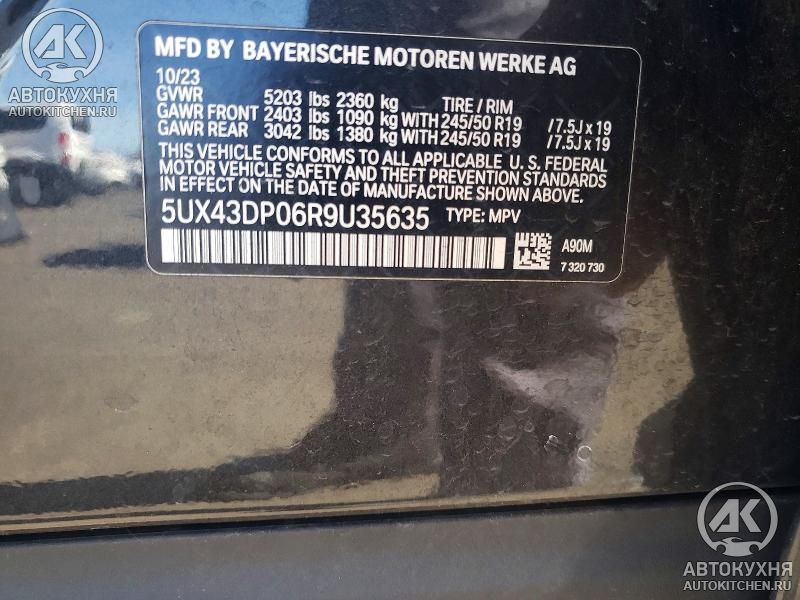 AK
АВТОКУХНЯ
AUTOKITCHEN.RU
MFD BY BAYERISCHE MOTOREN WERKE AG
10/23
GVWR 5203 lbs 2360 kg TIRE / RIM
GAWR FRONT 2403 lbs 1090 kg WITH 245/50 R19 /7.5J x 19
GAWR REAR 3042 lbs 1380 kg WITH 245/50 R19 /7.5J x 19
THIS VEHICLE CONFORMS TO ALL APPLICABLE U. S. FEDERAL
MOTOR VEHICLE SAFETY AND THEFT PREVENTION STANDARDS
IN EFFECT ON THE DATE OF MANUFACTURE SHOWN ABOVE.
5UX43DP06R9U35635 TYPE: MPV
A90M
7 320 730
AK
АВТОКУХНЯ
AUTOKITCHEN.RU